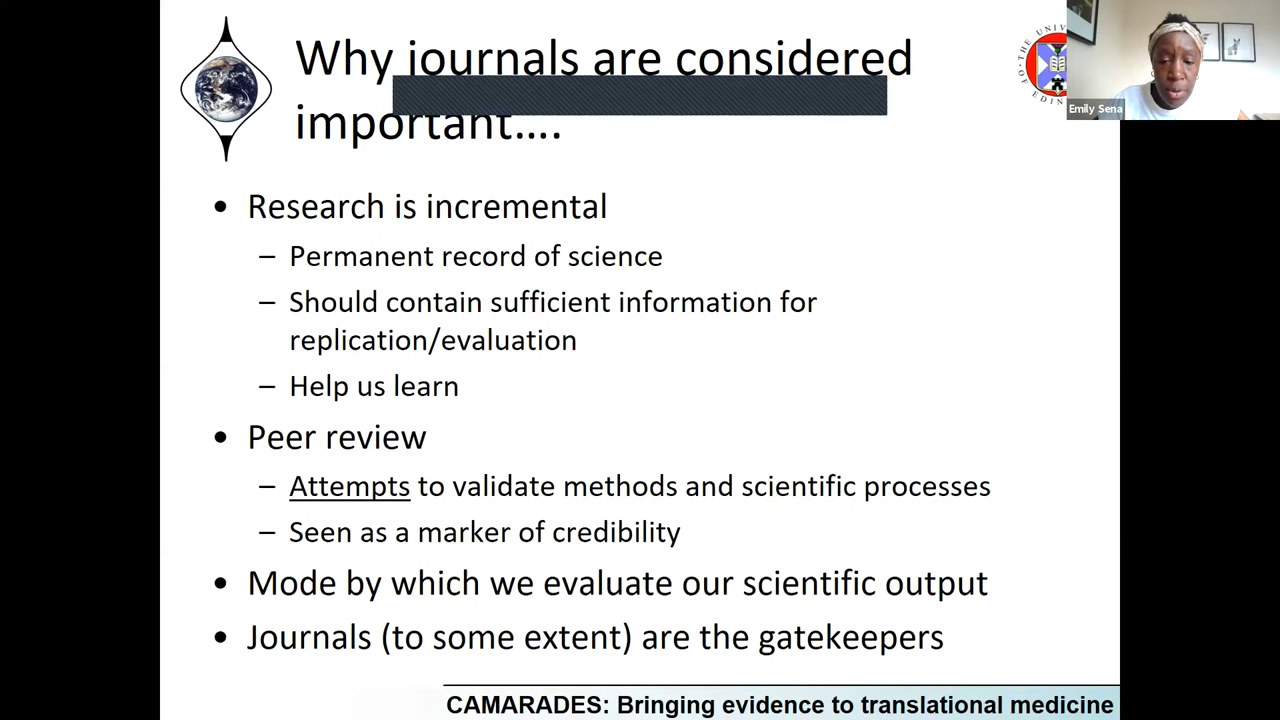 Why journals are considered
important....
Emily Sena
• Research is incremental
– Permanent record of science
– Should contain sufficient information for
replication/evaluation
– Help us learn
• Peer review
– Attempts to validate methods and scientific processes
– Seen as a marker of credibility
• Mode by which we evaluate our scientific output
• Journals (to some extent) are the gatekeepers
CAMARADES: Bringing evidence to translational medicine